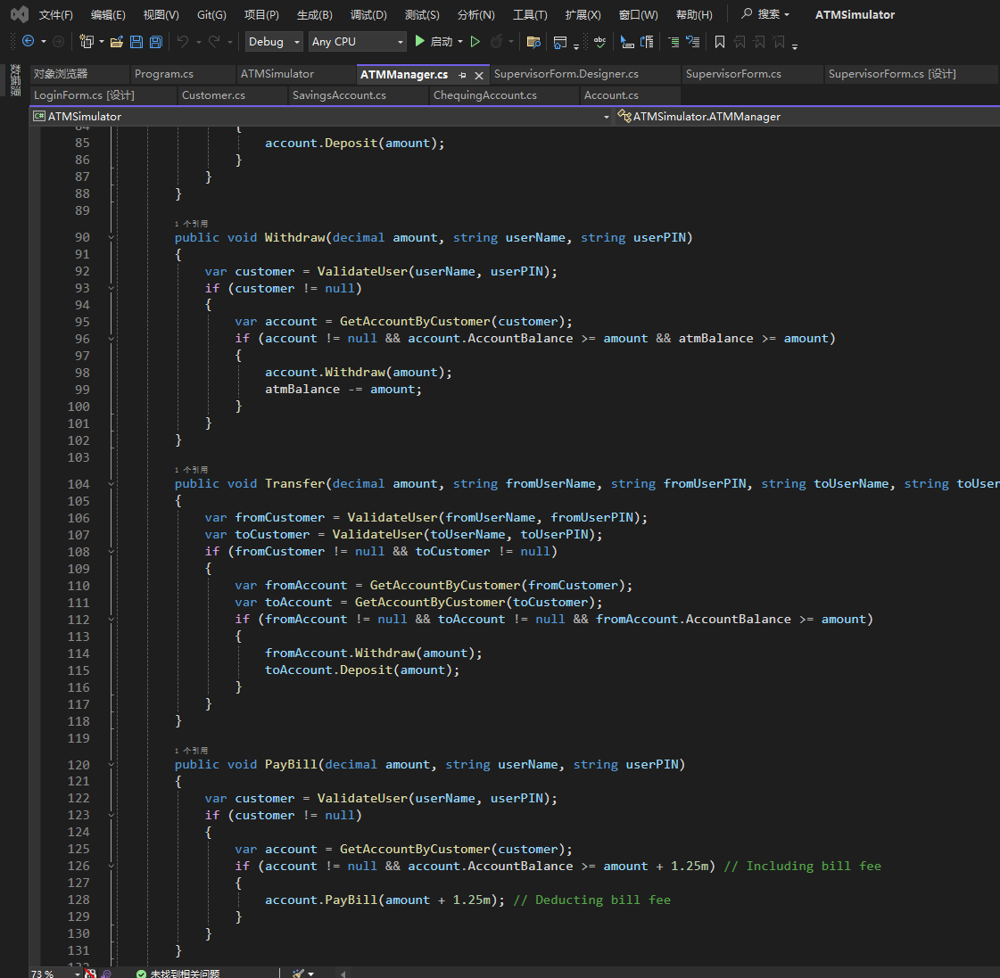 文件(F) 编辑(E) 视图(V) Git(G) 项目(P) 生成(B) 调试(D) 测试(S) 分析(N) 工具(T) 扩展(X) 窗口(W) 帮助(H) 搜索 ATMSimulator
Debug Any CPU 启动
数据源
对象浏览器 Program.cs ATMSimulator ATMManager.cs SupervisorForm.Designer.cs SupervisorForm.cs SupervisorForm.cs [设计]
LoginForm.cs [设计] Customer.cs SavingsAccount.cs ChequingAccount.cs Account.cs
C# ATMSimulator ATMSimulator.ATMManager
84 {
85 account.Deposit(amount);
86 }
87 }
88 }
89
1 个引用
90 public void Withdraw(decimal amount, string userName, string userPIN)
91 {
92 var customer = ValidateUser(userName, userPIN);
93 if (customer != null)
94 {
95 var account = GetAccountByCustomer(customer);
96 if (account != null && account.AccountBalance >= amount && atmBalance >= amount)
97 {
98 account.Withdraw(amount);
99 atmBalance -= amount;
100 }
101 }
102 }
103
1 个引用
104 public void Transfer(decimal amount, string fromUserName, string fromUserPIN, string toUserName, string toUser
105 {
106 var fromCustomer = ValidateUser(fromUserName, fromUserPIN);
107 var toCustomer = ValidateUser(toUserName, toUserPIN);
108 if (fromCustomer != null && toCustomer != null)
109 {
110 var fromAccount = GetAccountByCustomer(fromCustomer);
111 var toAccount = GetAccountByCustomer(toCustomer);
112 if (fromAccount != null && toAccount != null && fromAccount.AccountBalance >= amount)
113 {
114 fromAccount.Withdraw(amount);
115 toAccount.Deposit(amount);
116 }
117 }
118 }
119
1 个引用
120 public void PayBill(decimal amount, string userName, string userPIN)
121 {
122 var customer = ValidateUser(userName, userPIN);
123 if (customer != null)
124 {
125 var account = GetAccountByCustomer(customer);
126 if (account != null && account.AccountBalance >= amount + 1.25m) // Including bill fee
127 {
128 account.PayBill(amount + 1.25m); // Deducting bill fee
129 }
130 }
131 }
132
73 % 未找到相关问题